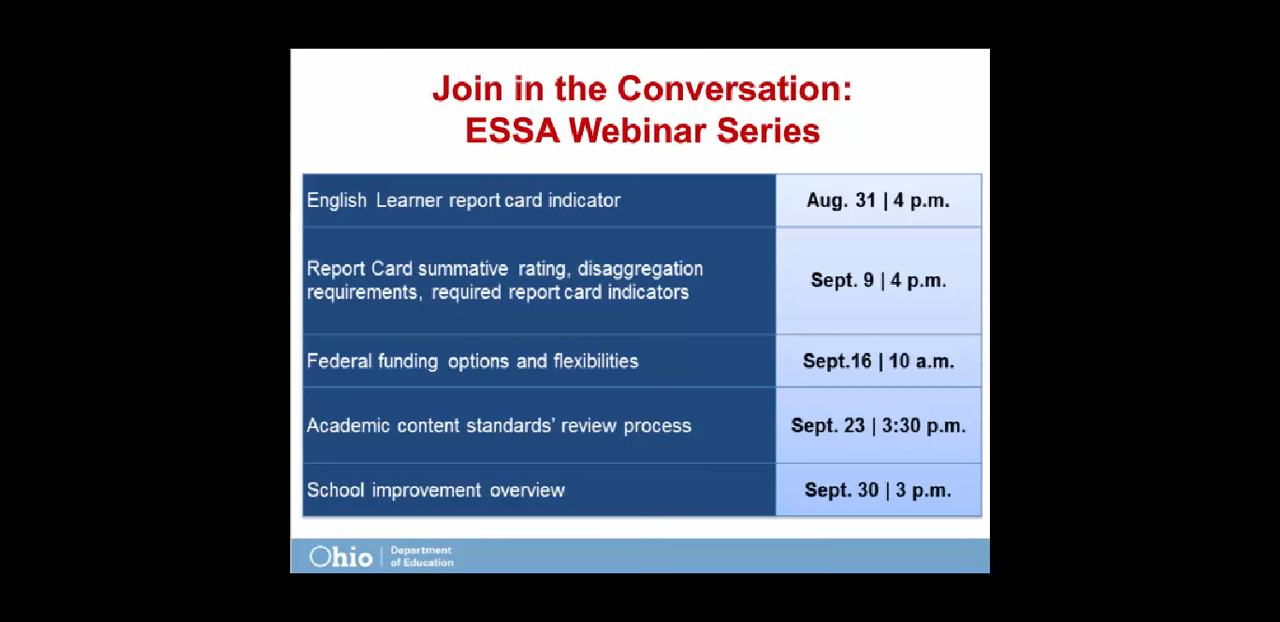 Join in the Conversation:
ESSA Webinar Series
English Learner report card indicator
Aug. 31 | 4 p.m.
Report Card summative rating, disaggregation
requirements, required report card indicators
Sept. 9 | 4 p.m.
Federal funding options and flexibilities
Sept.16 | 10 a.m.
Academic content standards’ review process
Sept. 23 | 3:30 p.m.
School improvement overview
Sept. 30 | 3 p.m.
Ohio | Department
of Education